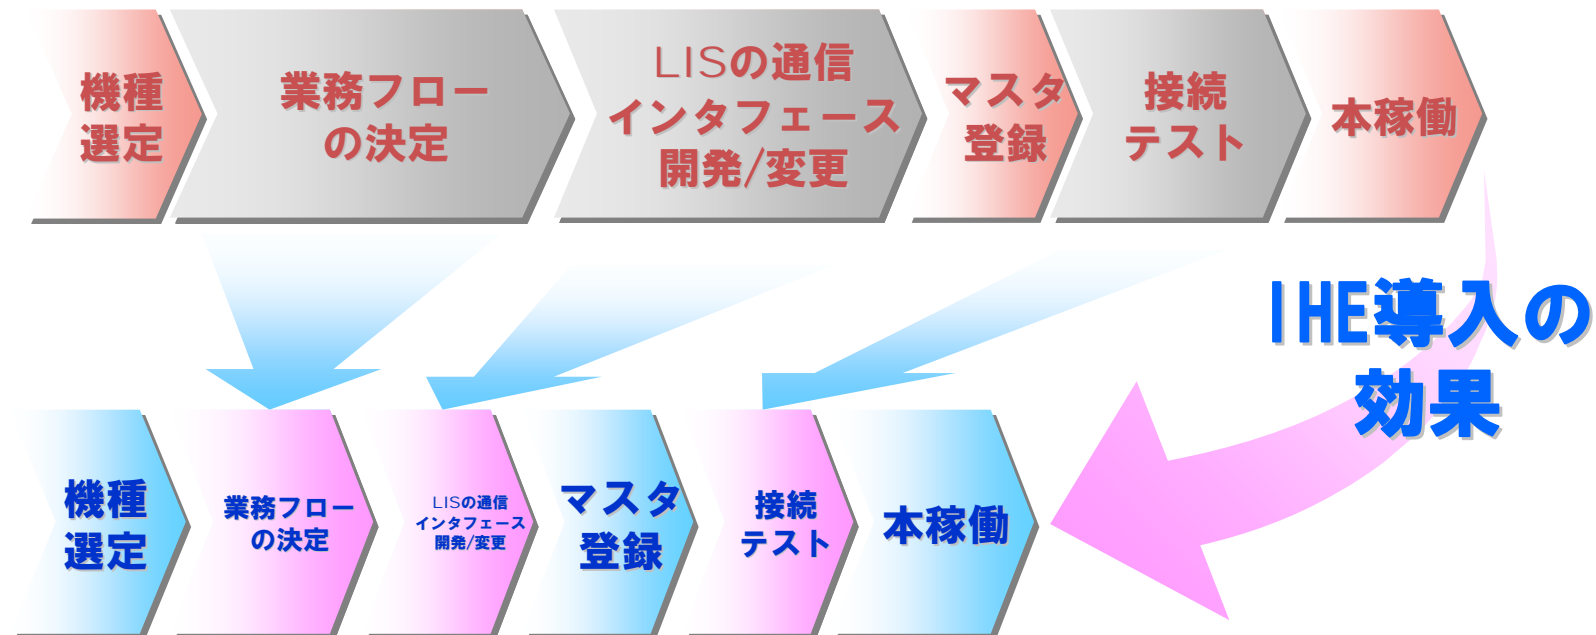 機種
選定
業務フロー
の決定
LISの通信
インタフェース
開発/変更
マスタ
登録
接続
テスト
本稼働
IHE導入の
効果
機種
選定
業務フロー
の決定
LISの通信
インタフェース
開発/変更
マスタ
登録
接続
テスト
本稼働